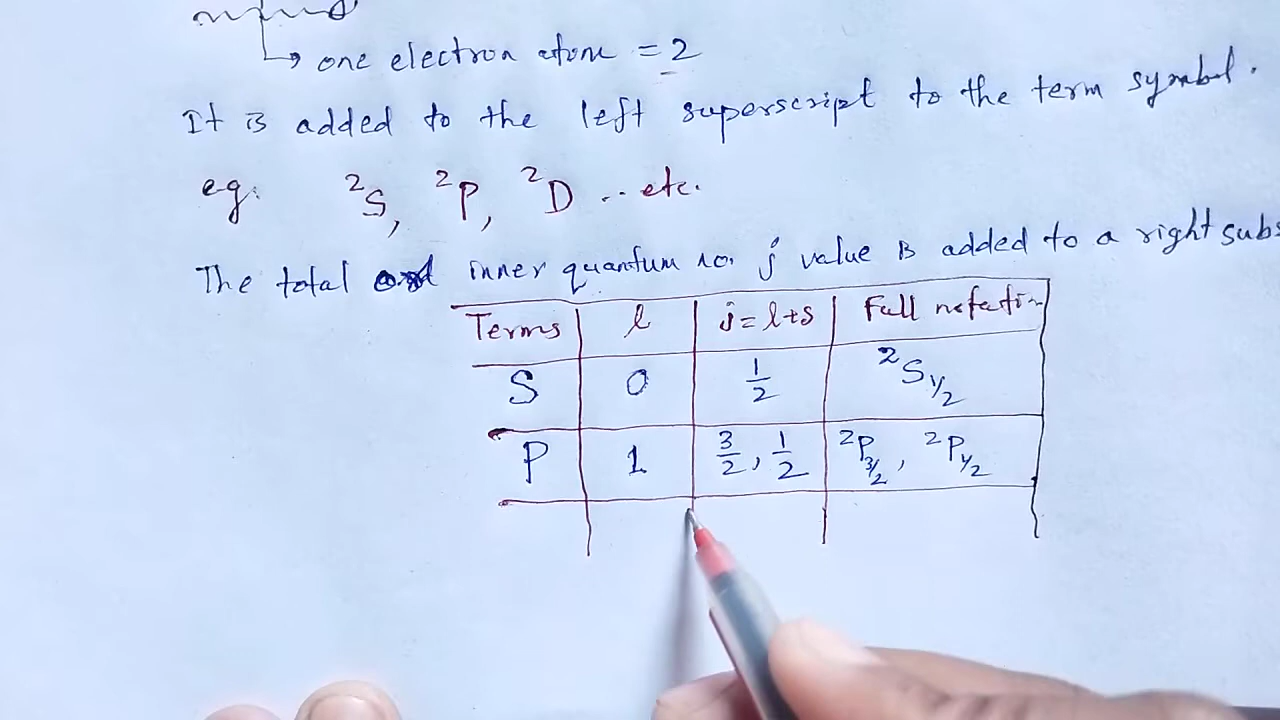 ↳ one electron atom = 2
It is added to the left superscript to the term symbol.
eg: ²S, ²P, ²D ... etc.
The total inner quantum no. j value is added to a right subs
Terms | l | j = l+s | Full notation
S | 0 | 1/2 | ²S₁/₂
P | 1 | 3/2, 1/2 | ²P₃/₂, ²P₁/₂